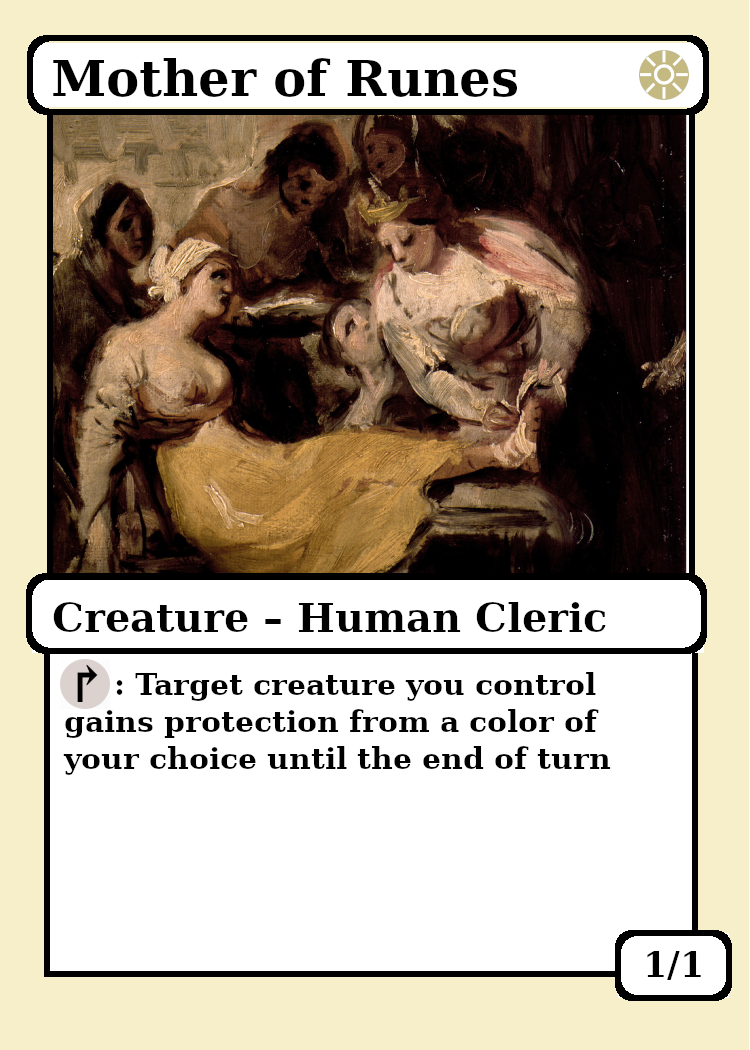 Mother of Runes
Creature – Human Cleric
: Target creature you control
gains protection from a color of
your choice until the end of turn
1/1